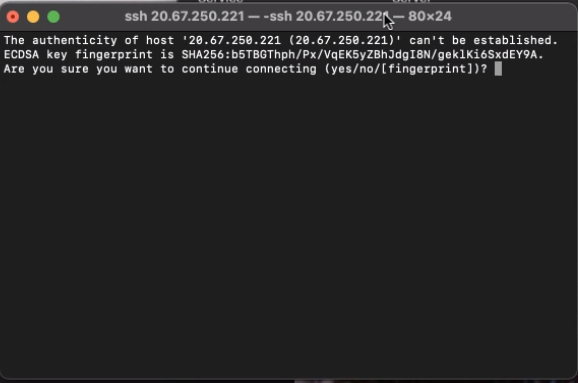 Service
Server
ssh 20.67.250.221 — -ssh 20.67.250.221 — 80×24
The authenticity of host '20.67.250.221 (20.67.250.221)' can't be established.
ECDSA key fingerprint is SHA256:b5TBGThph/Px/VqEK5yZBhJdgI8N/geklKi6SxdEY9A.
Are you sure you want to continue connecting (yes/no/[fingerprint])?